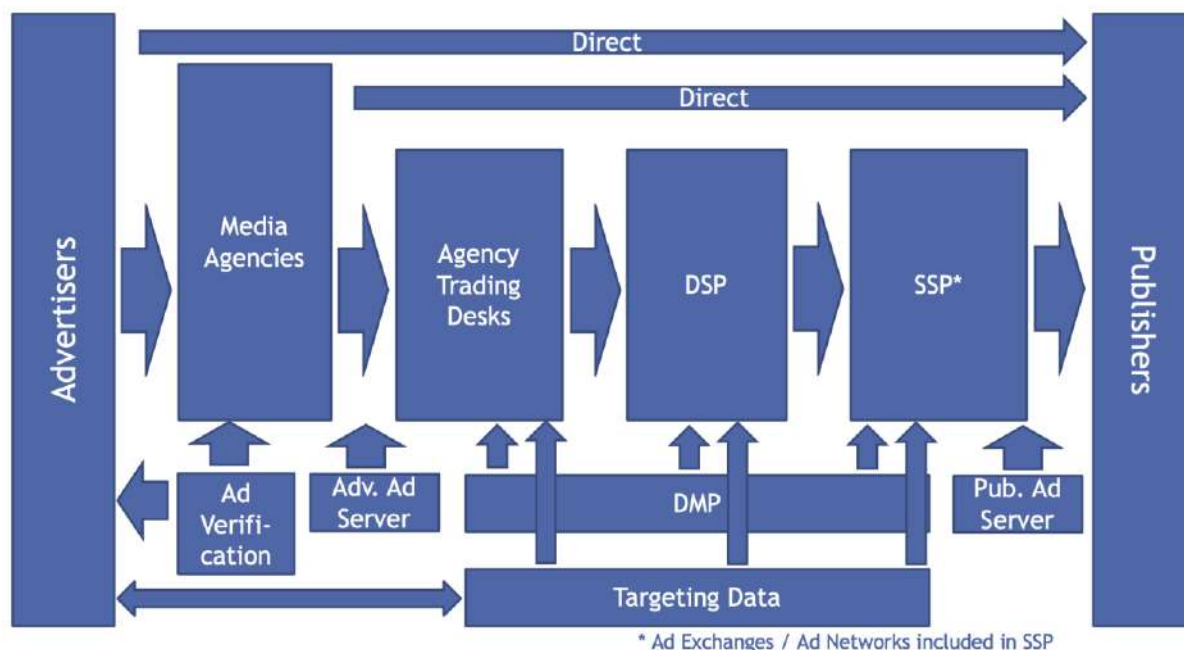 Direct
Direct
Advertisers
Media
Agencies
Agency
Trading
Desks
DSP
SSP*
Publishers
Ad
Verifi-
cation
Adv. Ad
Server
DMP
Pub. Ad
Server
Targeting Data
* Ad Exchanges / Ad Networks included in SSP